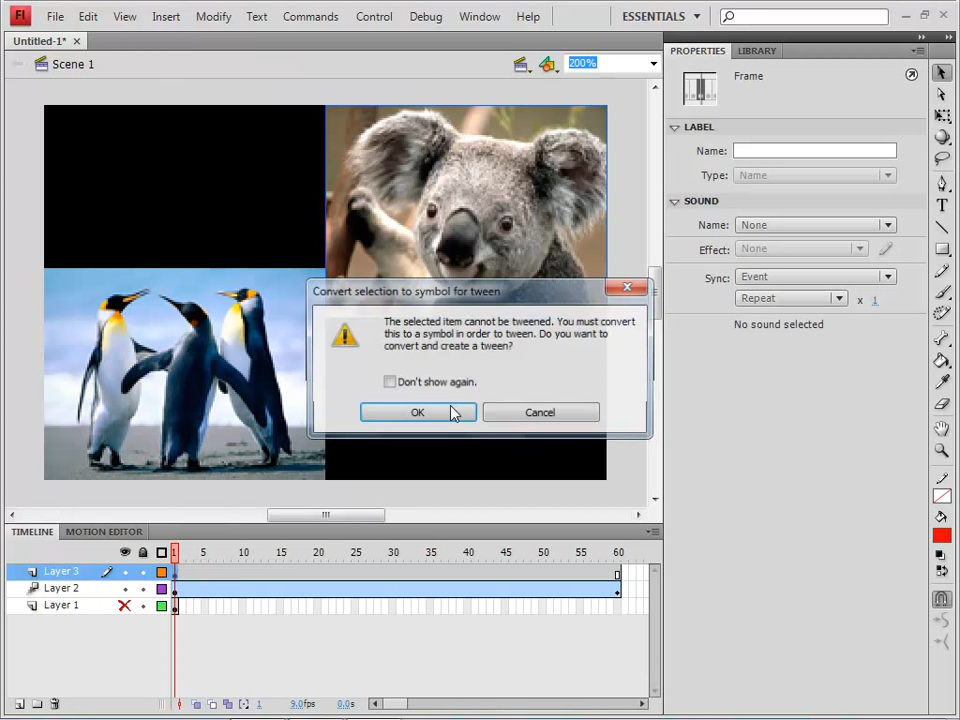 Fl File Edit View Insert Modify Text Commands Control Debug Window Help ESSENTIALS
Untitled-1*
Scene 1 200%
PROPERTIES LIBRARY
Frame
LABEL
Name:
Type: Name
SOUND
Name: None
Effect: None
Sync: Event
Repeat x 1
No sound selected
Convert selection to symbol for tween
The selected item cannot be tweened. You must convert
this to a symbol in order to tween. Do you want to
convert and create a tween?
Don't show again.
OK Cancel
TIMELINE MOTION EDITOR
1 5 10 15 20 25 30 35 40 45 50 55 60
Layer 3
Layer 2
Layer 1
1 9.0fps 0.0s